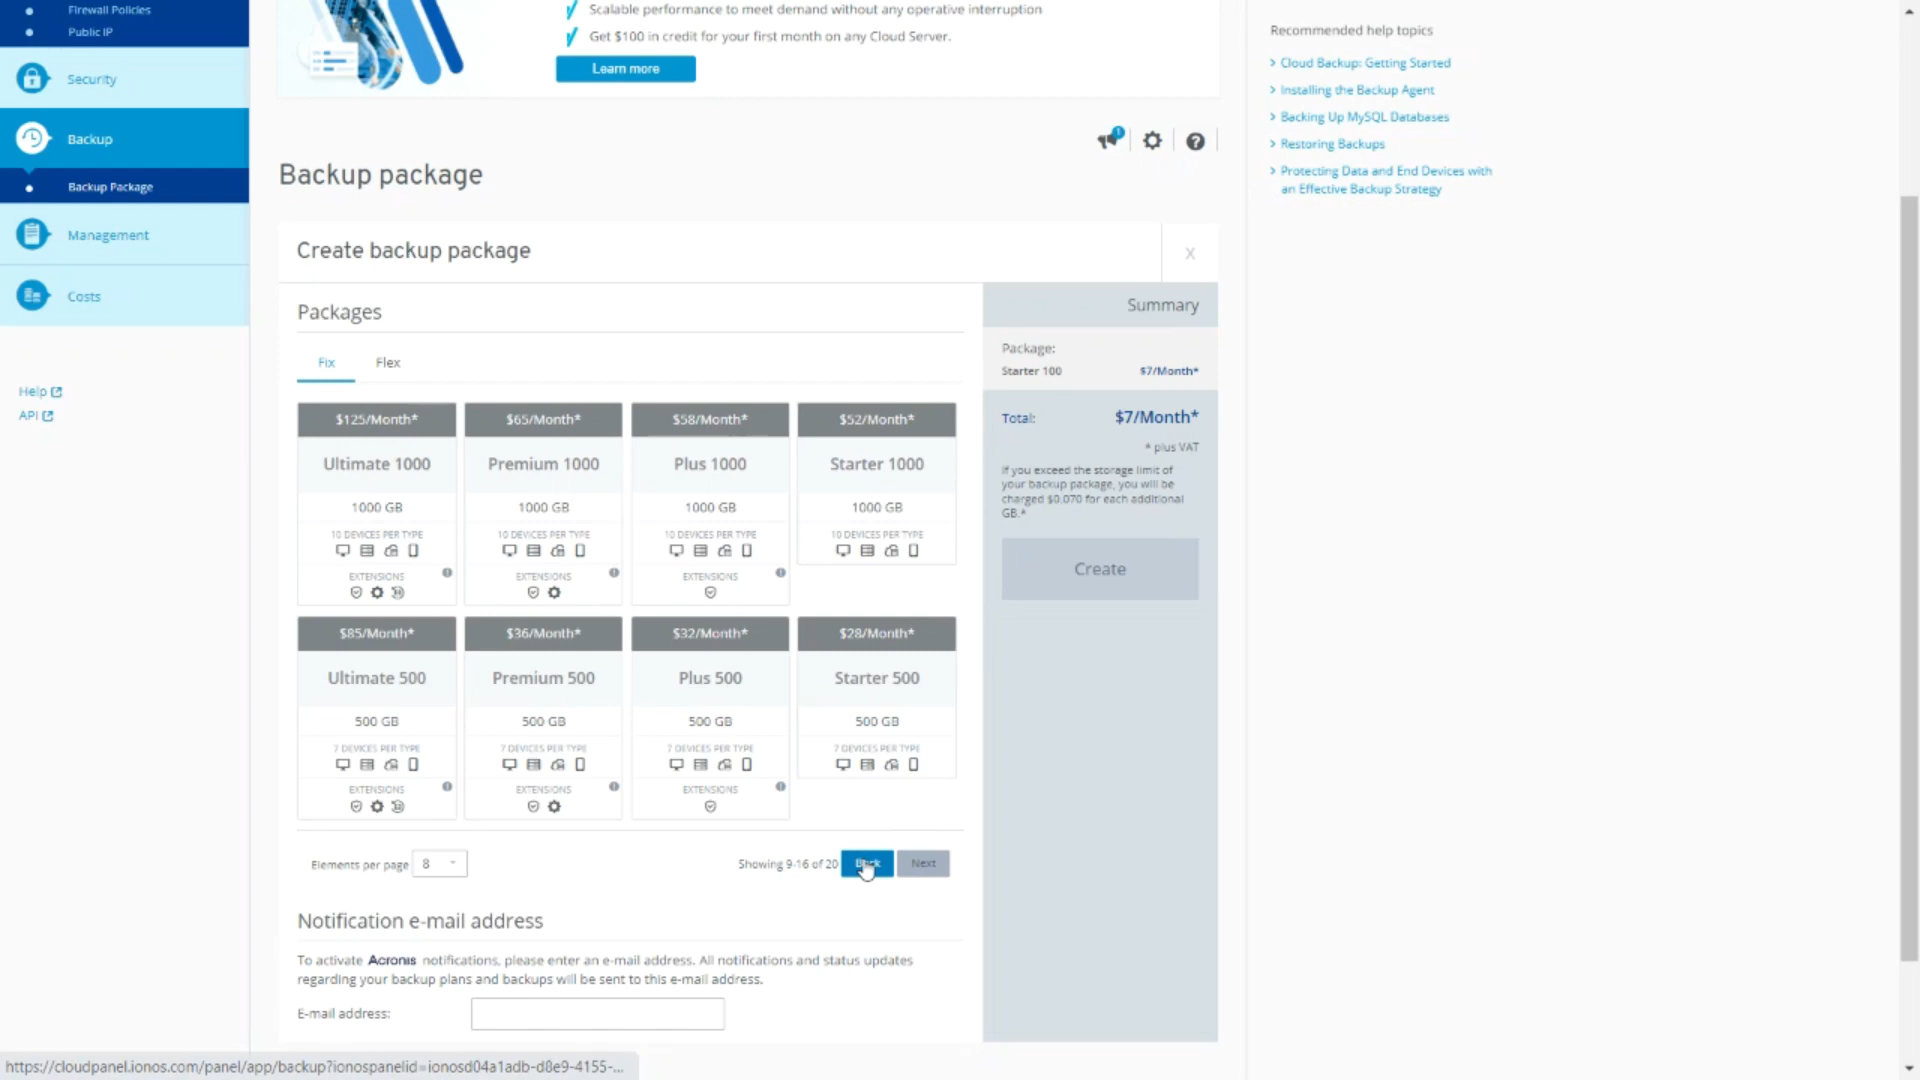 Firewall Policies
Public IP
Security
Backup
Backup Package
Management
Costs
Help
API
Scalable performance to meet demand without any operative interruption
Get $100 in credit for your first month on any Cloud Server.
Learn more
Backup package
Create backup package
X
Packages
Fix
Flex
$125/Month*
$65/Month*
$58/Month*
$52/Month*
Ultimate 1000
Premium 1000
Plus 1000
Starter 1000
1000 GB
1000 GB
1000 GB
1000 GB
10 DEVICES PER TYPE
10 DEVICES PER TYPE
10 DEVICES PER TYPE
10 DEVICES PER TYPE
EXTENSIONS
EXTENSIONS
EXTENSIONS
$85/Month*
$36/Month*
$32/Month*
$28/Month*
Ultimate 500
Premium 500
Plus 500
Starter 500
500 GB
500 GB
500 GB
500 GB
7 DEVICES PER TYPE
7 DEVICES PER TYPE
7 DEVICES PER TYPE
7 DEVICES PER TYPE
EXTENSIONS
EXTENSIONS
EXTENSIONS
Elements per page 8
Showing 9-16 of 20
Back
Next
Notification e-mail address
To activate Acronis notifications, please enter an e-mail address. All notifications and status updates
regarding your backup plans and backups will be sent to this e-mail address.
E-mail address:
Summary
Package:
Starter 100 $7/Month*
Total: $7/Month*
* plus VAT
If you exceed the storage limit of
your backup package, you will be
charged $0.070 for each additional
GB.*
Create
Recommended help topics
Cloud Backup: Getting Started
Installing the Backup Agent
Backing Up MySQL Databases
Restoring Backups
Protecting Data and End Devices with
an Effective Backup Strategy
https://cloudpanel.ionos.com/panel/app/backup?ionospanelid=ionosd04a1adb-d8e9-4155-...